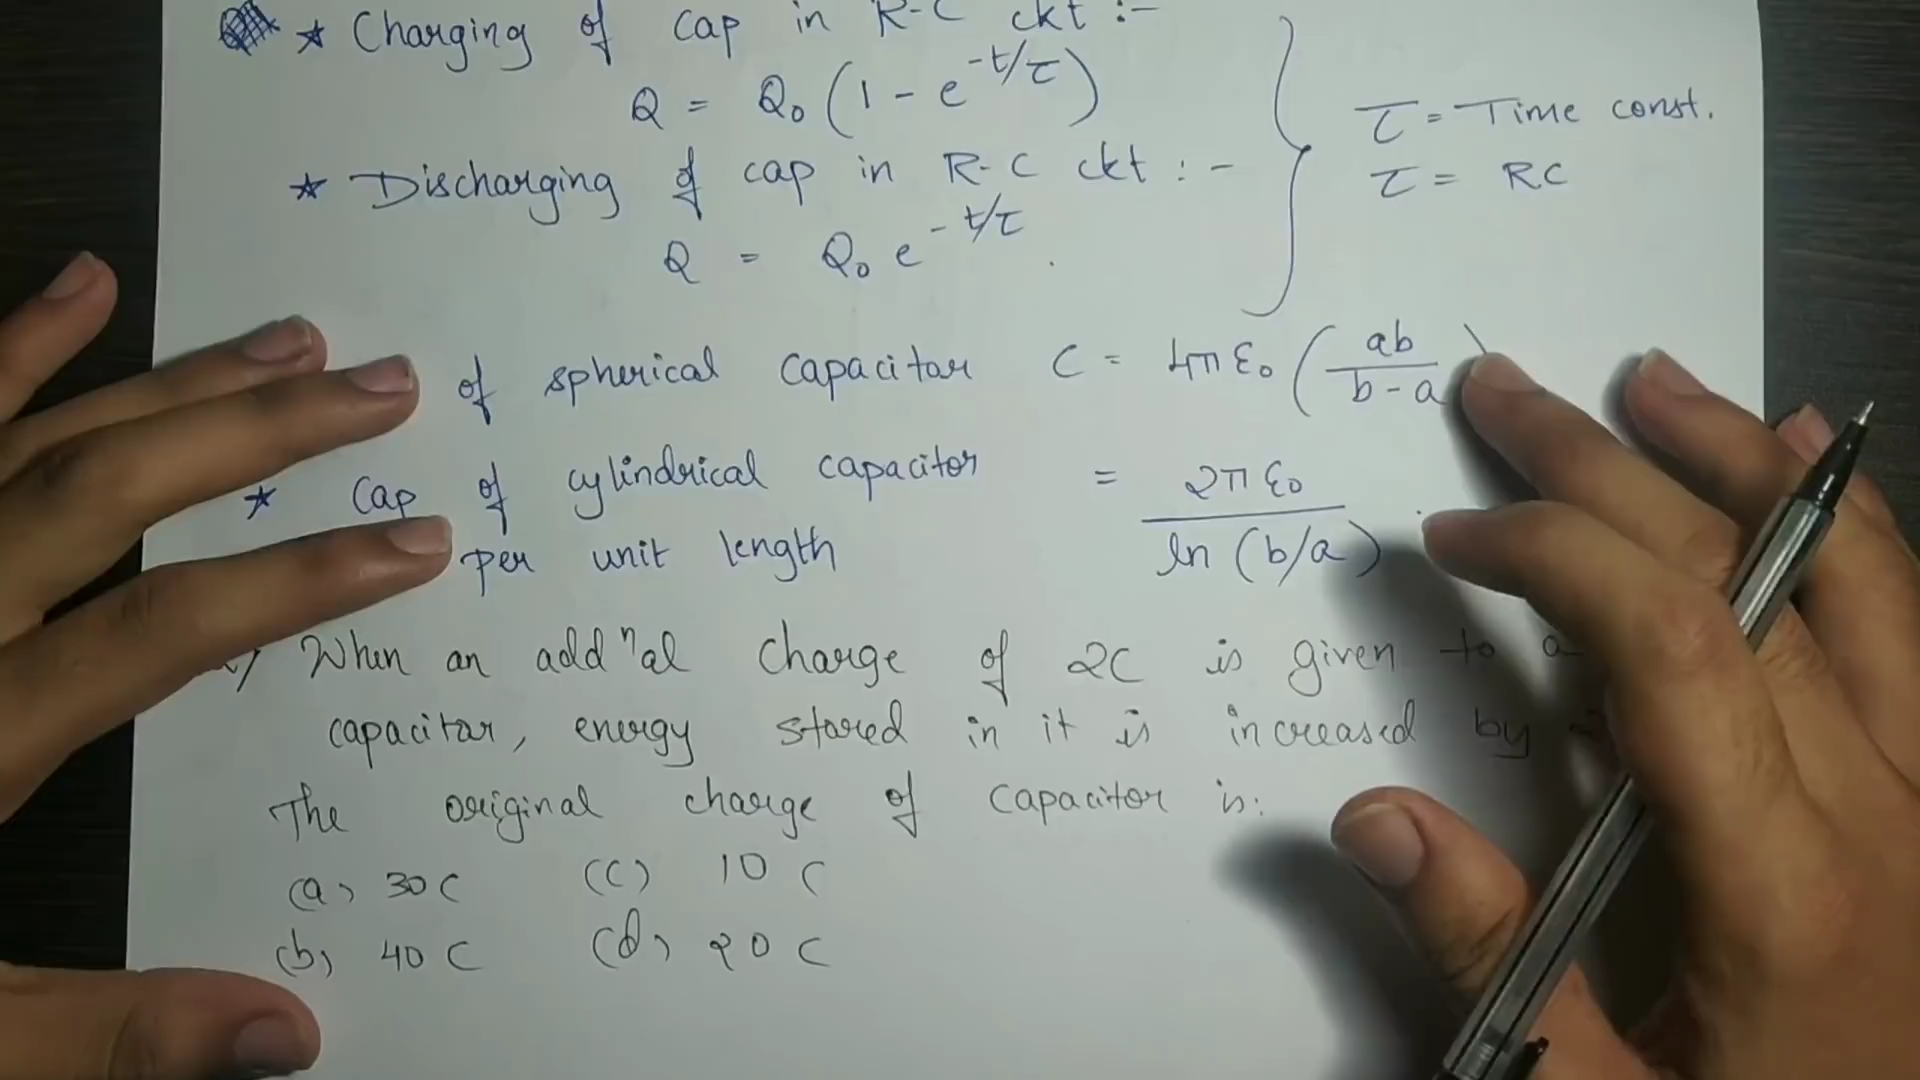 ★ Charging of cap in R-C ckt :-
Q = Q₀ (1 - e^{-t/τ})
★ Discharging of cap in R-C ckt : -
Q = Q₀ e^{-t/τ}
τ = Time const.
τ = RC
of spherical capacitor C = 4π ε₀ (ab / b - a)
★ Cap of cylindrical capacitor = 2π ε₀ / ln (b/a)
per unit length
When an addⁿal charge of 2C is given to a
capacitor, energy stored in it is increased by
The original charge of capacitor is:
(a) 30 C (c) 10 C
(b) 40 C (d) 20 C